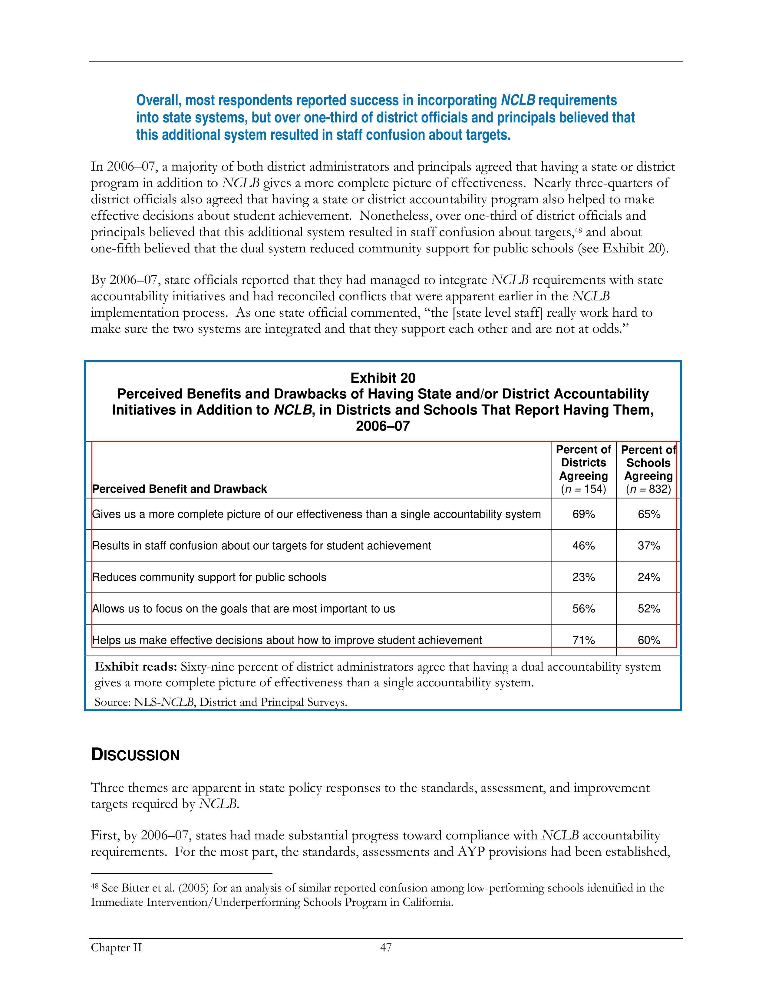 Overall, most respondents reported success in incorporating NCLB requirements
into state systems, but over one-third of district officials and principals believed that
this additional system resulted in staff confusion about targets.
In 2006–07, a majority of both district administrators and principals agreed that having a state or district
program in addition to NCLB gives a more complete picture of effectiveness.  Nearly three-quarters of
district officials also agreed that having a state or district accountability program also helped to make
effective decisions about student achievement.  Nonetheless, over one-third of district officials and
principals believed that this additional system resulted in staff confusion about targets,48 and about
one-fifth believed that the dual system reduced community support for public schools (see Exhibit 20).
By 2006–07, state officials reported that they had managed to integrate NCLB requirements with state
accountability initiatives and had reconciled conflicts that were apparent earlier in the NCLB
implementation process.  As one state official commented, “the [state level staff] really work hard to
make sure the two systems are integrated and that they support each other and are not at odds.”
Exhibit 20
Perceived Benefits and Drawbacks of Having State and/or District Accountability
Initiatives in Addition to NCLB, in Districts and Schools That Report Having Them,
2006–07
Perceived Benefit and Drawback
Percent of
Districts
Agreeing
(n = 154)
Percent of
Schools
Agreeing
(n = 832)
Gives us a more complete picture of our effectiveness than a single accountability system 69% 65%
Results in staff confusion about our targets for student achievement 46% 37%
Reduces community support for public schools 23% 24%
Allows us to focus on the goals that are most important to us 56% 52%
Helps us make effective decisions about how to improve student achievement 71% 60%
Exhibit reads: Sixty-nine percent of district administrators agree that having a dual accountability system
gives a more complete picture of effectiveness than a single accountability system.
Source: NLS-NCLB, District and Principal Surveys.
DISCUSSION
Three themes are apparent in state policy responses to the standards, assessment, and improvement
targets required by NCLB.
First, by 2006–07, states had made substantial progress toward compliance with NCLB accountability
requirements.  For the most part, the standards, assessments and AYP provisions had been established,
48 See Bitter et al. (2005) for an analysis of similar reported confusion among low-performing schools identified in the
Immediate Intervention/Underperforming Schools Program in California.
Chapter II 47